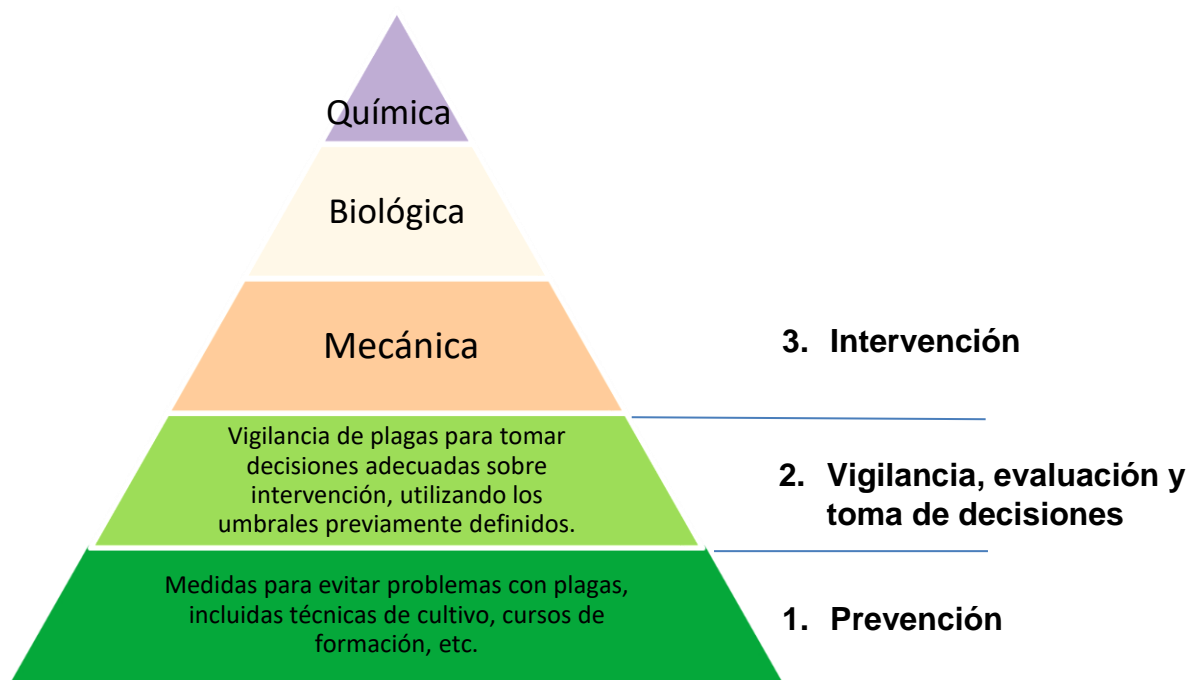 Química
Biológica
Mecánica
3. Intervención
Vigilancia de plagas para tomar
decisiones adecuadas sobre
intervención, utilizando los
umbrales previamente definidos.
2. Vigilancia, evaluación y
toma de decisiones
Medidas para evitar problemas con plagas,
incluidas técnicas de cultivo, cursos de
formación, etc.
1. Prevención